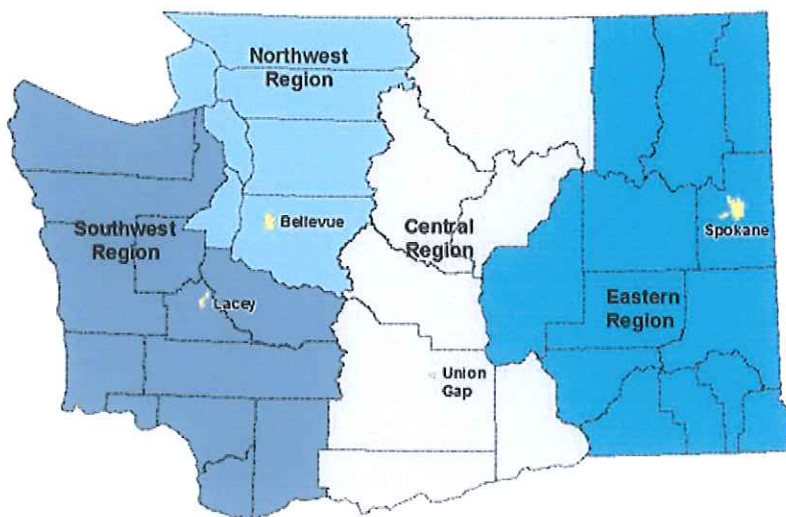 Northwest
Region
Southwest
Region
Bellevue
Central
Region
Spokane
Lacey
Eastern
Region
Union
Gap